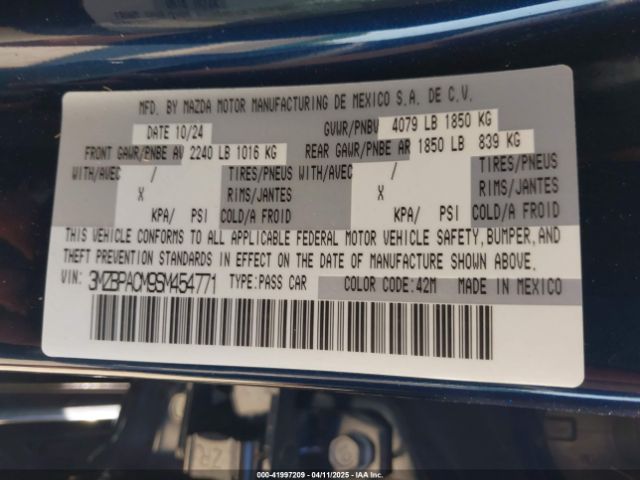 MFD. BY MAZDA MOTOR MANUFACTURING DE MEXICO S.A. DE C.V.
DATE 10/24 GVWR/PNBV 4079 LB 1850 KG
FRONT GAWR/PNBE AV 2240 LB 1016 KG REAR GAWR/PNBE AR 1850 LB 839 KG
WITH/AVEC / TIRES/PNEUS WITH/AVEC / TIRES/PNEUS
X RIMS/JANTES X RIMS/JANTES
KPA/ PSI COLD/A FROID KPA/ PSI COLD/A FROID
THIS VEHICLE CONFORMS TO ALL APPLICABLE FEDERAL MOTOR VEHICLE SAFETY, BUMPER, AND
THEFT PREVENTION STANDARDS IN EFFECT ON THE DATE OF MANUFACTURE SHOWN ABOVE.
VIN: 3MZBPACM9SM454771 TYPE:PASS CAR COLOR CODE:42M MADE IN MEXICO
000-41997209 - 04/11/2025 - IAAI.COM